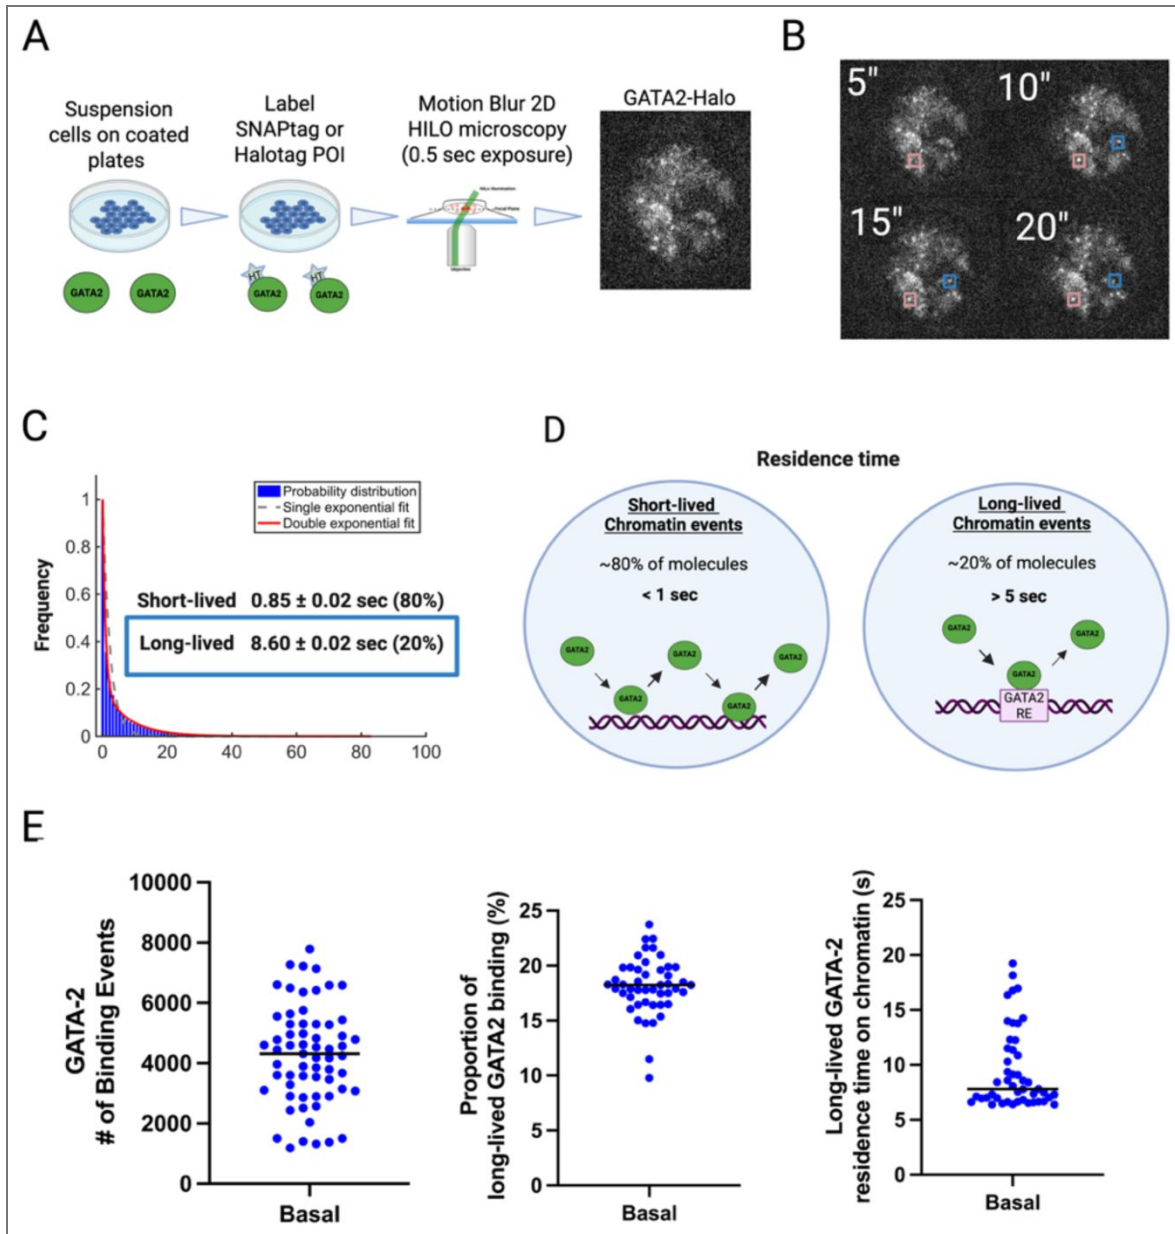 A
Suspension
cells on coated
plates
Label
SNAPtag or
Halotag POI
Motion Blur 2D
HILO microscopy
(0.5 sec exposure)
GATA2-Halo
HILO Illumination
Focal Plane
Objective
HT
HT
GATA2
GATA2
GATA2
GATA2
B
5"
10"
15"
20"
C
Frequency
1
0.8
0.6
0.4
0.2
0
0
20
40
60
80
100
Probability distribution
Single exponential fit
Double exponential fit
Short-lived 0.85 ± 0.02 sec (80%)
Long-lived 8.60 ± 0.02 sec (20%)
D
Residence time
Short-lived
Chromatin events
~80% of molecules
< 1 sec
GATA2
GATA2
GATA2
GATA2
GATA2
Long-lived
Chromatin events
~20% of molecules
> 5 sec
GATA2
GATA2
GATA2
GATA2
RE
E
GATA-2
# of Binding Events
10000
8000
6000
4000
2000
0
Basal
Proportion of
long-lived GATA2 binding (%)
25
20
15
10
5
0
Basal
Long-lived GATA-2
residence time on chromatin (s)
25
20
15
10
5
0
Basal